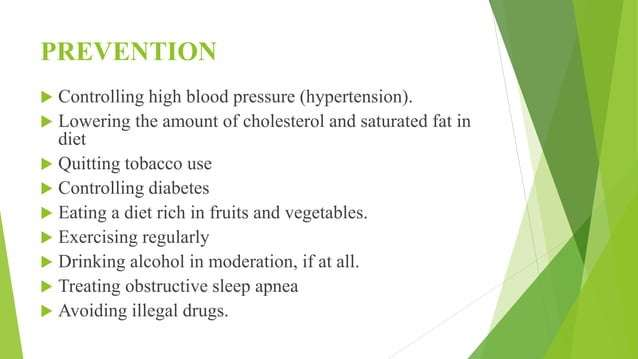 PREVENTION
Controlling high blood pressure (hypertension).
Lowering the amount of cholesterol and saturated fat in
diet
Quitting tobacco use
Controlling diabetes
Eating a diet rich in fruits and vegetables.
Exercising regularly
Drinking alcohol in moderation, if at all.
Treating obstructive sleep apnea
Avoiding illegal drugs.